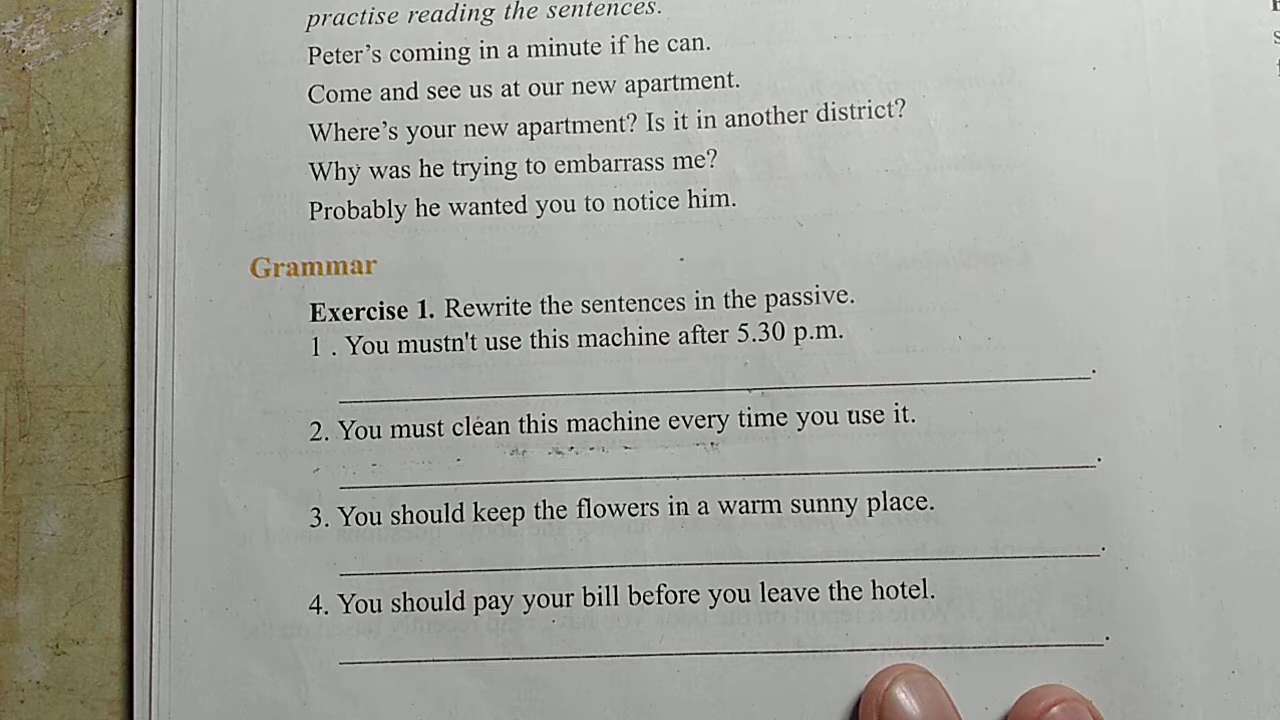 practise reading the sentences.
Peter's coming in a minute if he can.
Come and see us at our new apartment.
Where's your new apartment? Is it in another district?
Why was he trying to embarrass me?
Probably he wanted you to notice him.
Grammar
Exercise 1. Rewrite the sentences in the passive.
1 . You mustn't use this machine after 5.30 p.m.
2. You must clean this machine every time you use it.
3. You should keep the flowers in a warm sunny place.
4. You should pay your bill before you leave the hotel.